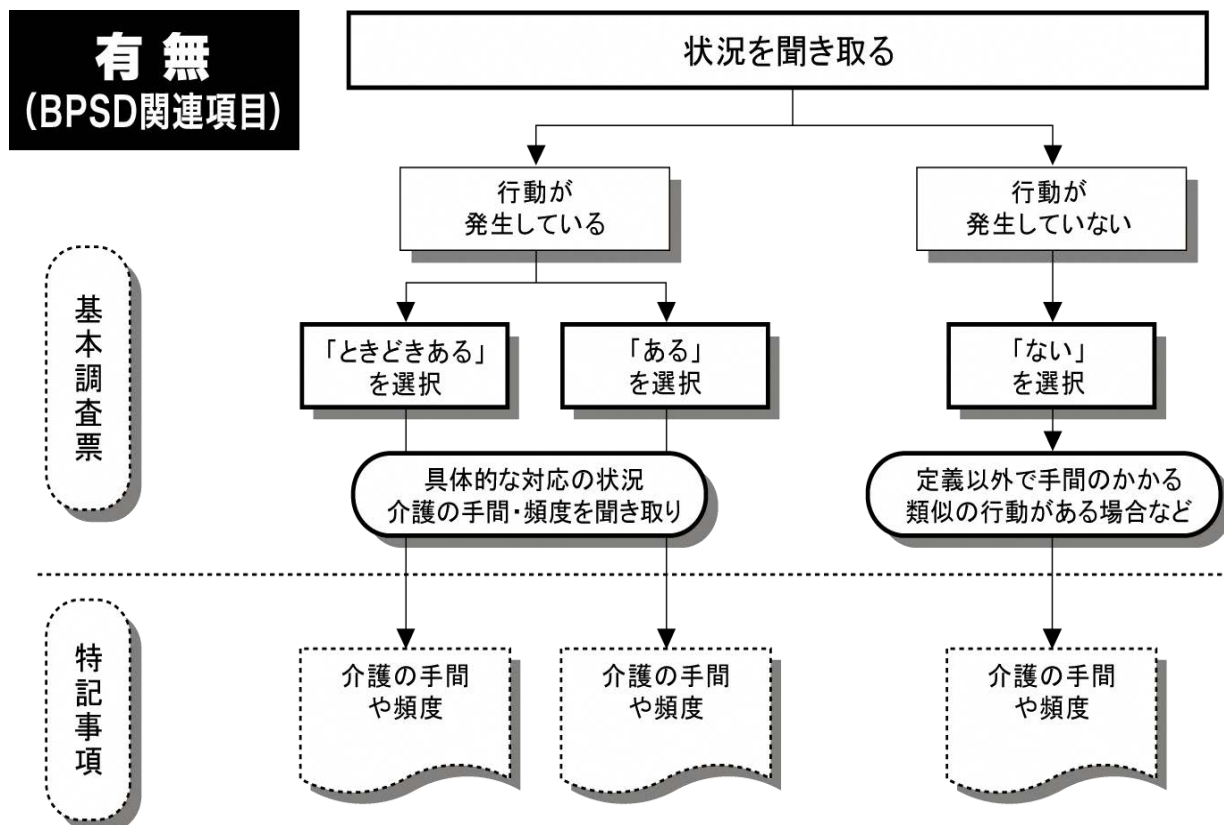 有無
(BPSD関連項目)
状況を聞き取る
行動が
発生している
行動が
発生していない
基本調査票
「ときどきある」
を選択
「ある」
を選択
「ない」
を選択
具体的な対応の状況
介護の手間・頻度を聞き取り
定義以外で手間のかかる
類似の行動がある場合など
特記事項
介護の手間
や頻度
介護の手間
や頻度
介護の手間
や頻度